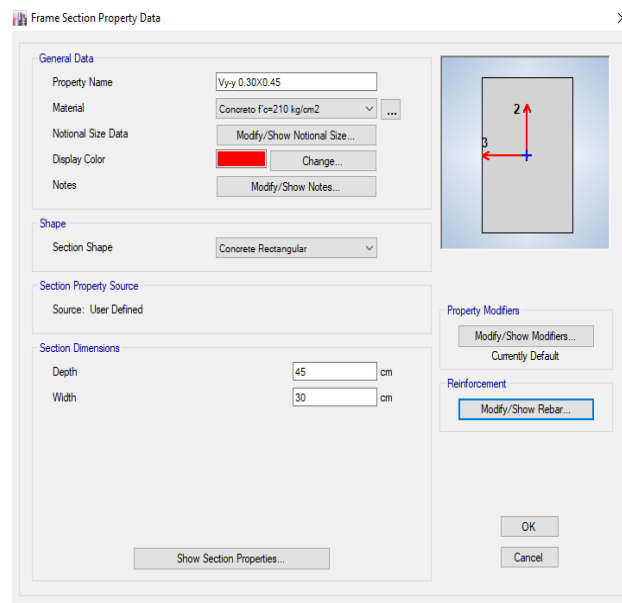 Frame Section Property Data
General Data
Property Name
Vy-y 0.30X0.45
Material
Concreto f'c=210 kg/cm2
...
Notional Size Data
Modify/Show Notional Size...
Display Color
Change...
Notes
Modify/Show Notes...
Shape
Section Shape
Concrete Rectangular
Section Property Source
Source: User Defined
Section Dimensions
Depth
45 cm
Width
30 cm
Show Section Properties...
2
3
Property Modifiers
Modify/Show Modifiers...
Currently Default
Reinforcement
Modify/Show Rebar...
OK
Cancel